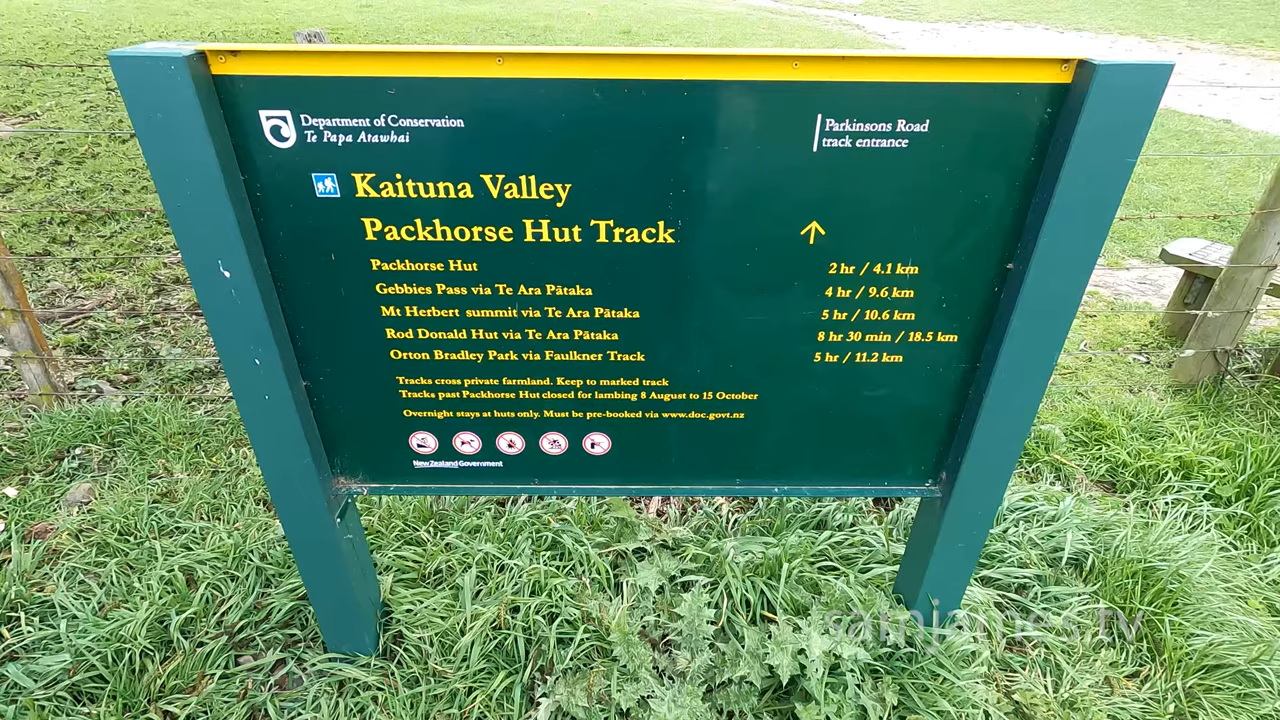 Department of Conservation
Te Papa Atawhai
Parkinsons Road
track entrance
Kaituna Valley
Packhorse Hut Track
Packhorse Hut 2 hr / 4.1 km
Gebbies Pass via Te Ara Pātaka 4 hr / 9.6 km
Mt Herbert summit via Te Ara Pātaka 5 hr / 10.6 km
Rod Donald Hut via Te Ara Pātaka 8 hr 30 min / 18.5 km
Orton Bradley Park via Faulkner Track 5 hr / 11.2 km
Tracks cross private farmland. Keep to marked track
Tracks past Packhorse Hut closed for lambing 8 August to 15 October
Overnight stays at huts only. Must be pre-booked via www.doc.govt.nz
New Zealand Government
sainjames tv